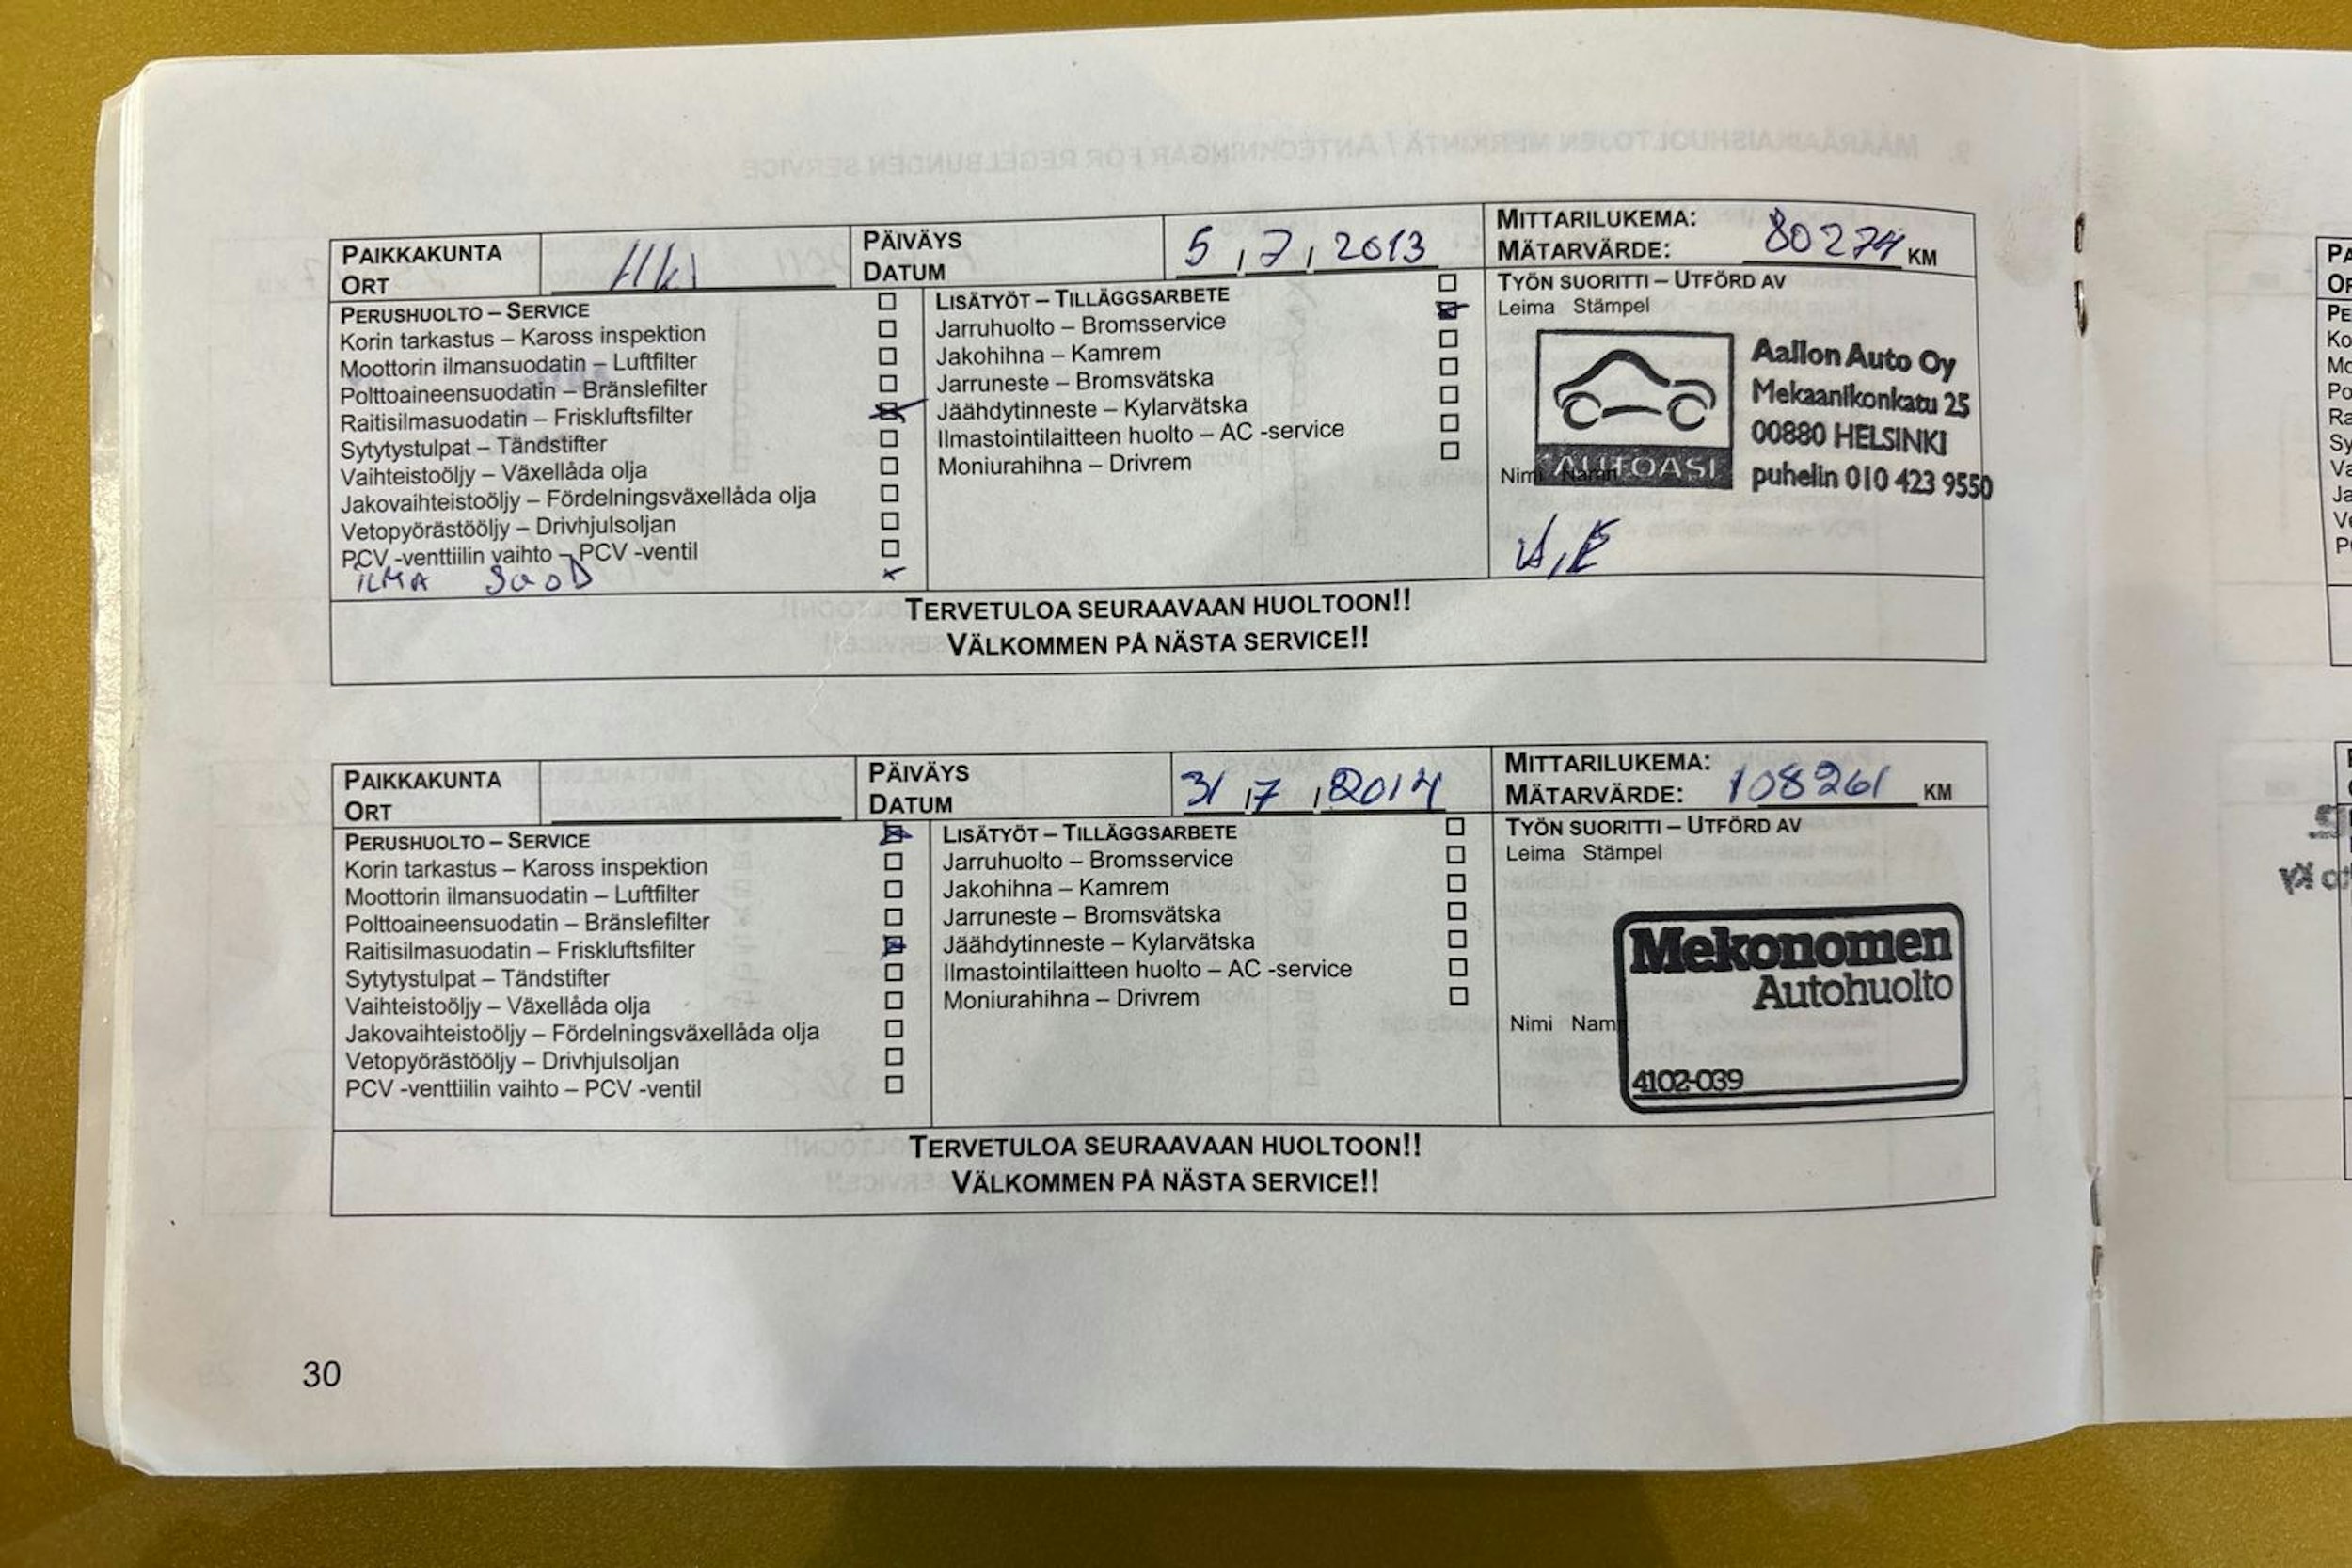 PAIKKAKUNTA
ORT
Hki
PÄIVÄYS
DATUM
5, 7, 2013
MITTARILUKEMA:
MÄTARVÄRDE: 80274 KM
PERUSHUOLTO – SERVICE
Korin tarkastus – Kaross inspektion
Moottorin ilmansuodatin – Luftfilter
Polttoaineensuodatin – Bränslefilter
Raitisilmasuodatin – Friskluftsfilter
Sytytystulpat – Tändstifter
Vaihteistoöljy – Växellåda olja
Jakovaihteistoöljy – Fördelningsväxellåda olja
Vetopyörästööljy – Drivhjulsoljan
PCV -venttiilin vaihto – PCV -ventil
iLMA SUOD
LISÄTYÖT – TILLÄGGSARBETE
Jarruhuolto – Bromsservice
Jakohihna – Kamrem
Jarruneste – Bromsvätska
Jäähdytinneste – Kylarvätska
Ilmastointilaitteen huolto – AC -service
Moniurahihna – Drivrem
TYÖN SUORITTI – UTFÖRD AV
Leima Stämpel
AUTOASI
Aallon Auto Oy
Mekaanikonkatu 25
00880 HELSINKI
puhelin 010 423 9550
Nimi Namn
TERVETULOA SEURAAVAAN HUOLTOON!!
VÄLKOMMEN PÅ NÄSTA SERVICE!!
PAIKKAKUNTA
ORT
PÄIVÄYS
DATUM
31, 7, 2014
MITTARILUKEMA:
MÄTARVÄRDE: 108261 KM
PERUSHUOLTO – SERVICE
Korin tarkastus – Kaross inspektion
Moottorin ilmansuodatin – Luftfilter
Polttoaineensuodatin – Bränslefilter
Raitisilmasuodatin – Friskluftsfilter
Sytytystulpat – Tändstifter
Vaihteistoöljy – Växellåda olja
Jakovaihteistoöljy – Fördelningsväxellåda olja
Vetopyörästööljy – Drivhjulsoljan
PCV -venttiilin vaihto – PCV -ventil
LISÄTYÖT – TILLÄGGSARBETE
Jarruhuolto – Bromsservice
Jakohihna – Kamrem
Jarruneste – Bromsvätska
Jäähdytinneste – Kylarvätska
Ilmastointilaitteen huolto – AC -service
Moniurahihna – Drivrem
TYÖN SUORITTI – UTFÖRD AV
Leima Stämpel
Mekonomen
Autohuolto
Nimi Namn
4102-039
TERVETULOA SEURAAVAAN HUOLTOON!!
VÄLKOMMEN PÅ NÄSTA SERVICE!!
30